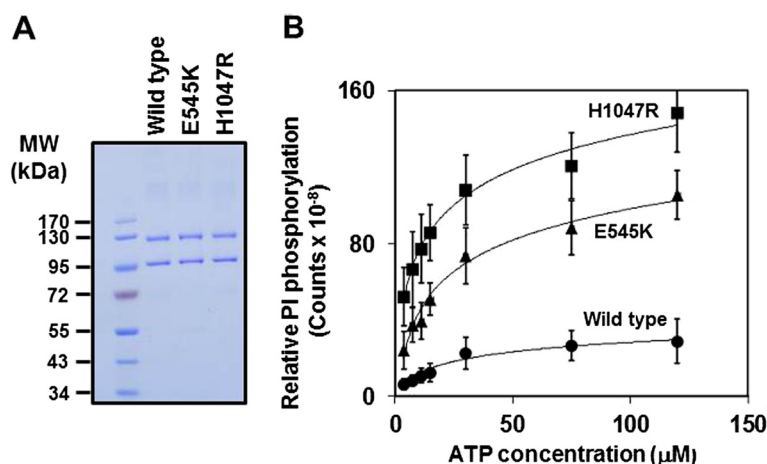 A
Wild type
E545K
H1047R
MW
(kDa)
170
130
95
72
55
43
34
B
Relative PI phosphorylation
(Counts x 10-8)
160
80
0
H1047R
E545K
Wild type
0
50
100
150
ATP concentration (µM)